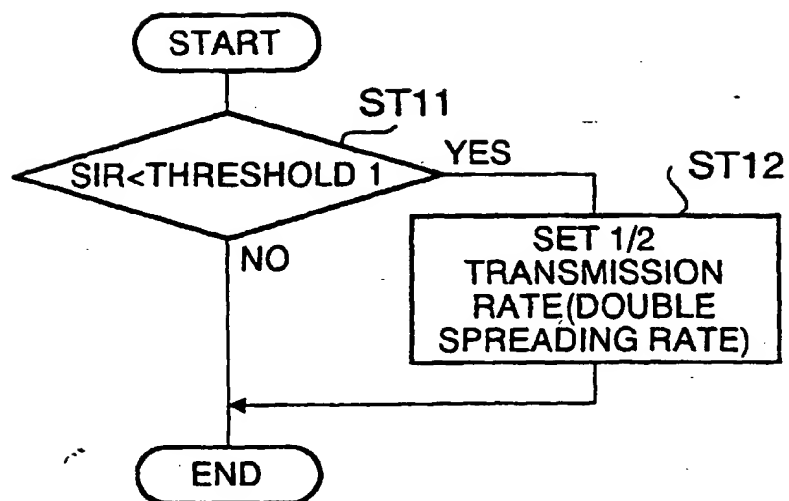 START
ST11
SIR<THRESHOLD 1
YES
ST12
SET 1/2
TRANSMISSION
RATE(DOUBLE
SPREADING RATE)
NO
END